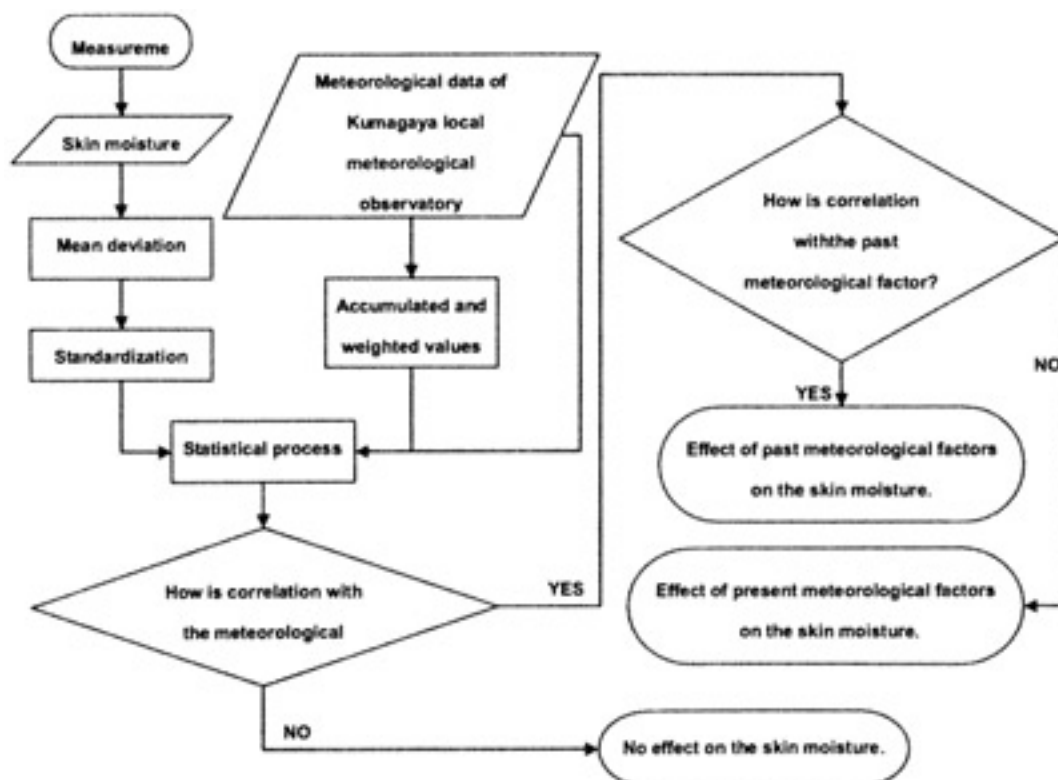 Measureme
Skin moisture
Mean deviation
Standardization
Meteorological data of
Kumagaya local
meteorological
observatory
Accumulated and
weighted values
Statistical process
How is correlation with
the meteorological
YES
NO
How is correlation
withthe past
meteorological factor?
YES
NO
Effect of past meteorological factors
on the skin moisture.
Effect of present meteorological factors
on the skin moisture.
No effect on the skin moisture.